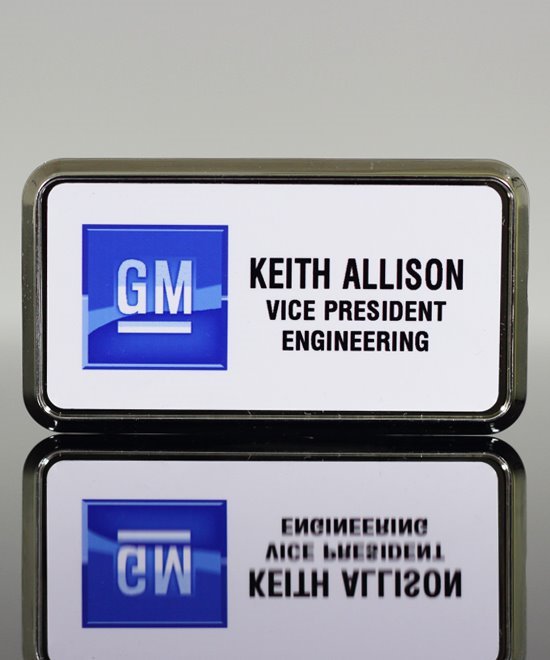 GM
KEITH ALLISON
VICE PRESIDENT
ENGINEERING